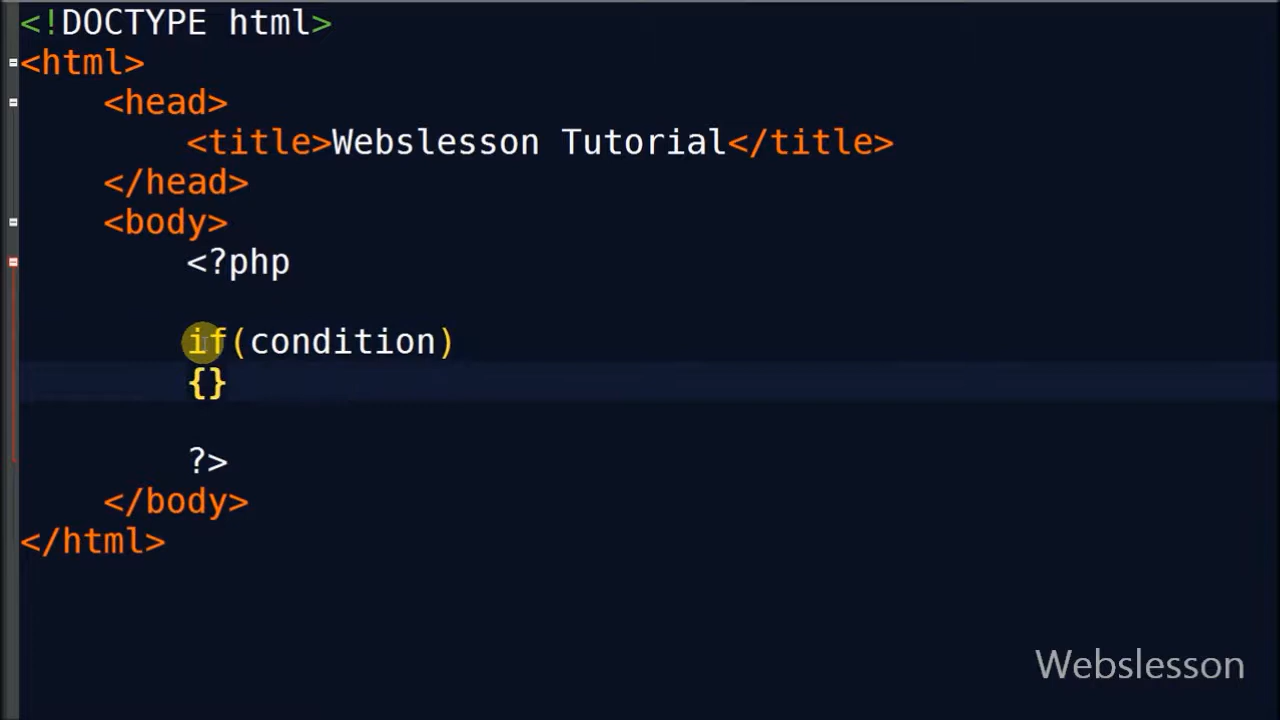 <!DOCTYPE html>
<html>
<head>
<title>Webslesson Tutorial</title>
</head>
<body>
<?php
if(condition)
{}
?>
</body>
</html>
Webslesson